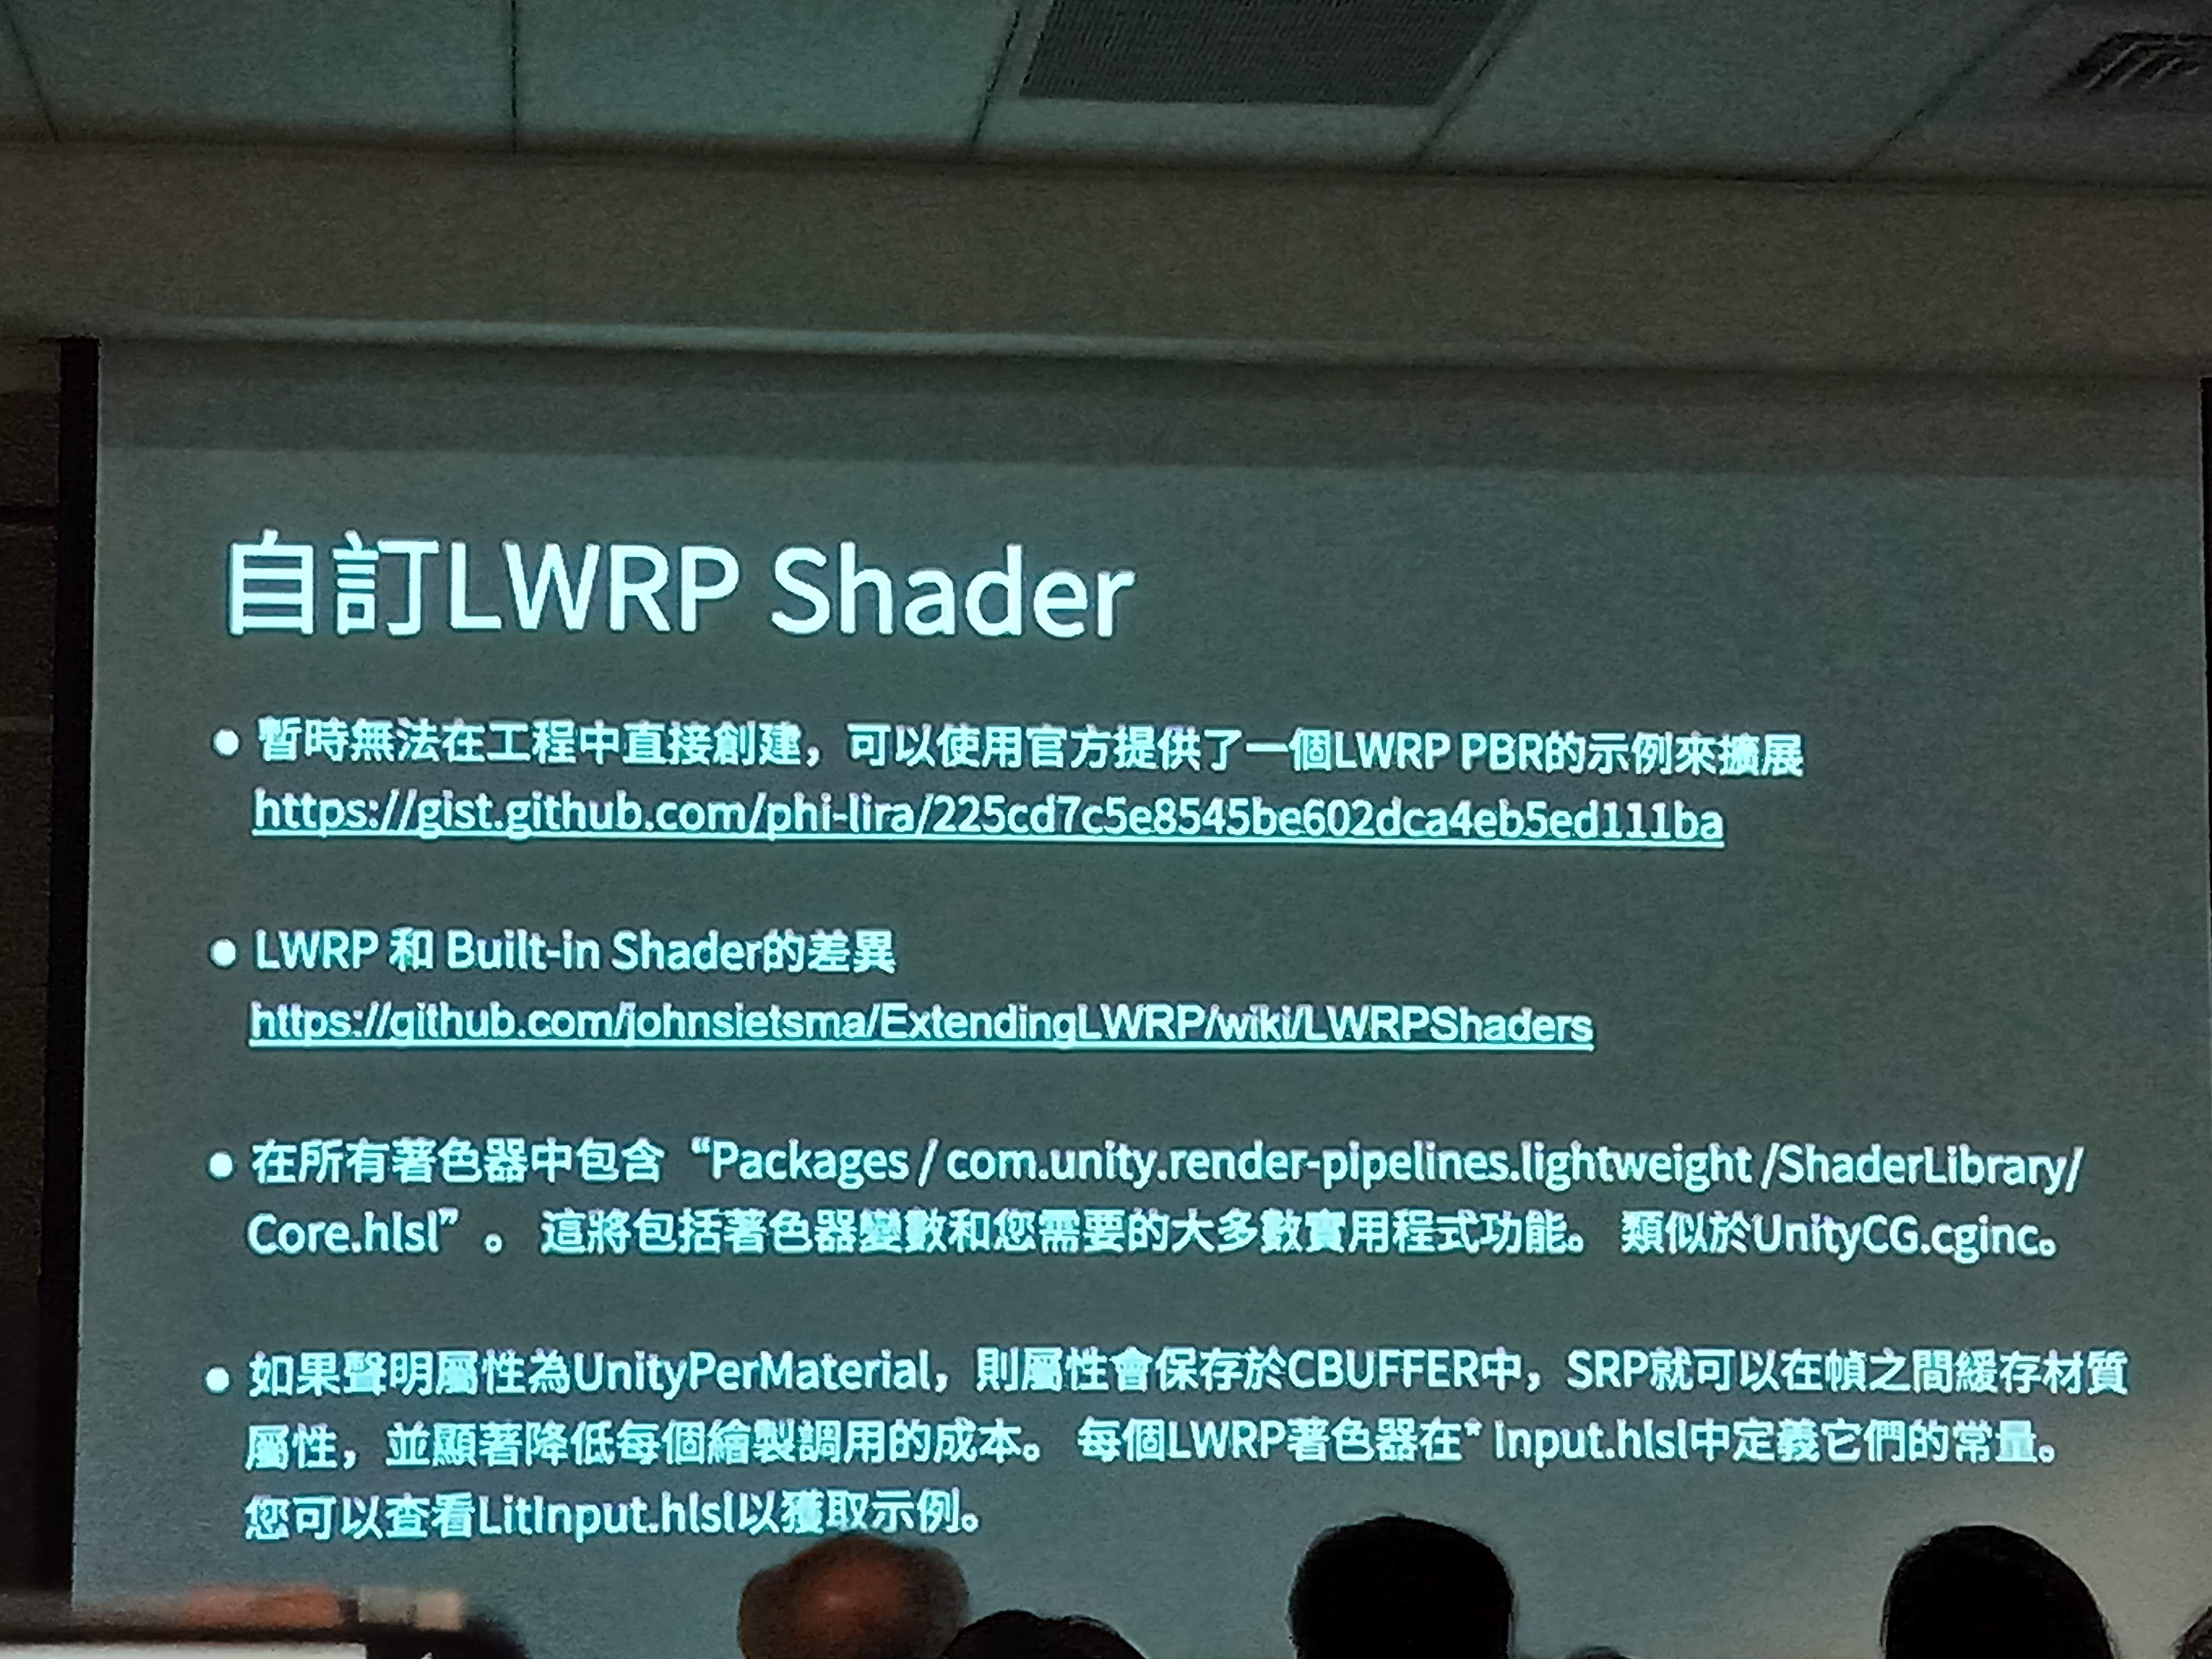 自訂LWRP Shader
● 暫時無法在工程中直接創建，可以使用官方提供了一個LWRP PBR的示例來擴展
https://gist.github.com/phi-lira/225cd7c5e8545be602dca4eb5ed111ba
● LWRP 和 Built-in Shader的差異
https://github.com/johnsietsma/ExtendingLWRP/wiki/LWRPShaders
● 在所有著色器中包含“Packages / com.unity.render-pipelines.lightweight /ShaderLibrary/
Core.hlsl”。 這將包括著色器變數和您需要的大多數實用程式功能。 類似於UnityCG.cginc。
● 如果聲明屬性為UnityPerMaterial，則屬性會保存於CBUFFER中，SRP就可以在幀之間緩存材質
屬性，並顯著降低每個繪製調用的成本。 每個LWRP著色器在* Input.hlsl中定義它們的常量。
您可以查看LitInput.hlsl以獲取示例。